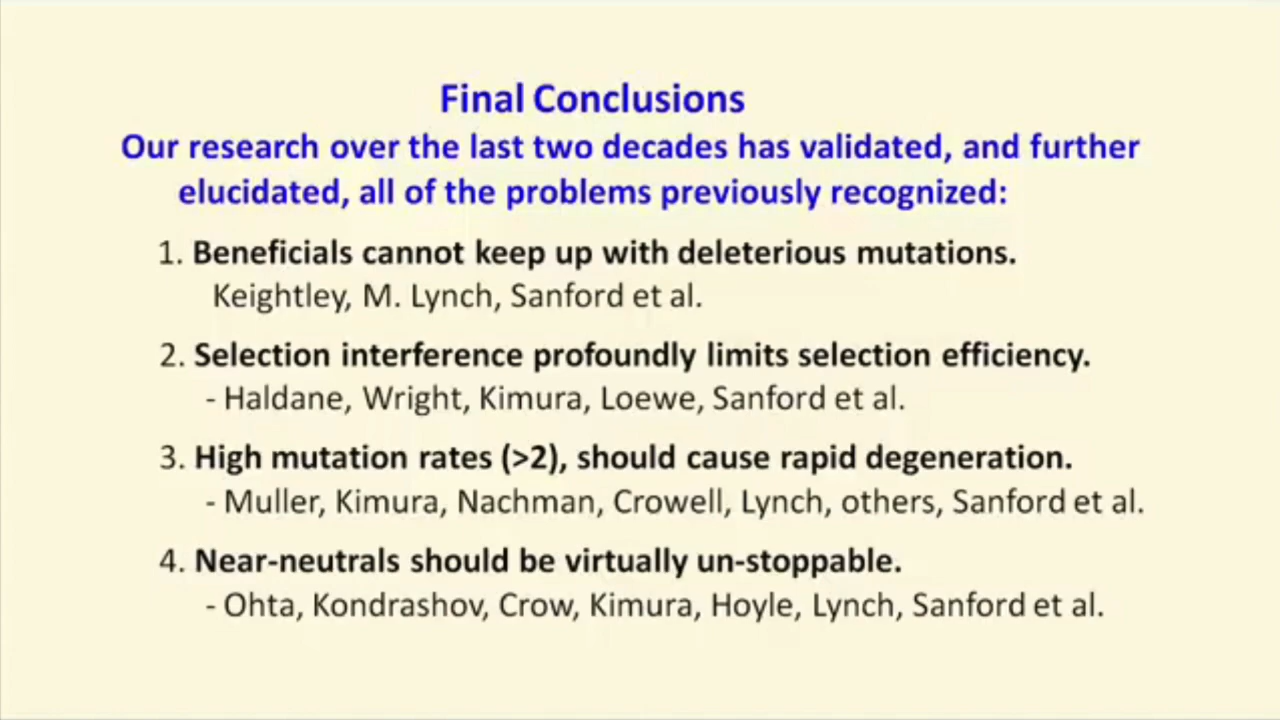 Final Conclusions
Our research over the last two decades has validated, and further
elucidated, all of the problems previously recognized:
1. Beneficials cannot keep up with deleterious mutations.
Keightley, M. Lynch, Sanford et al.
2. Selection interference profoundly limits selection efficiency.
- Haldane, Wright, Kimura, Loewe, Sanford et al.
3. High mutation rates (>2), should cause rapid degeneration.
- Muller, Kimura, Nachman, Crowell, Lynch, others, Sanford et al.
4. Near-neutrals should be virtually un-stoppable.
- Ohta, Kondrashov, Crow, Kimura, Hoyle, Lynch, Sanford et al.